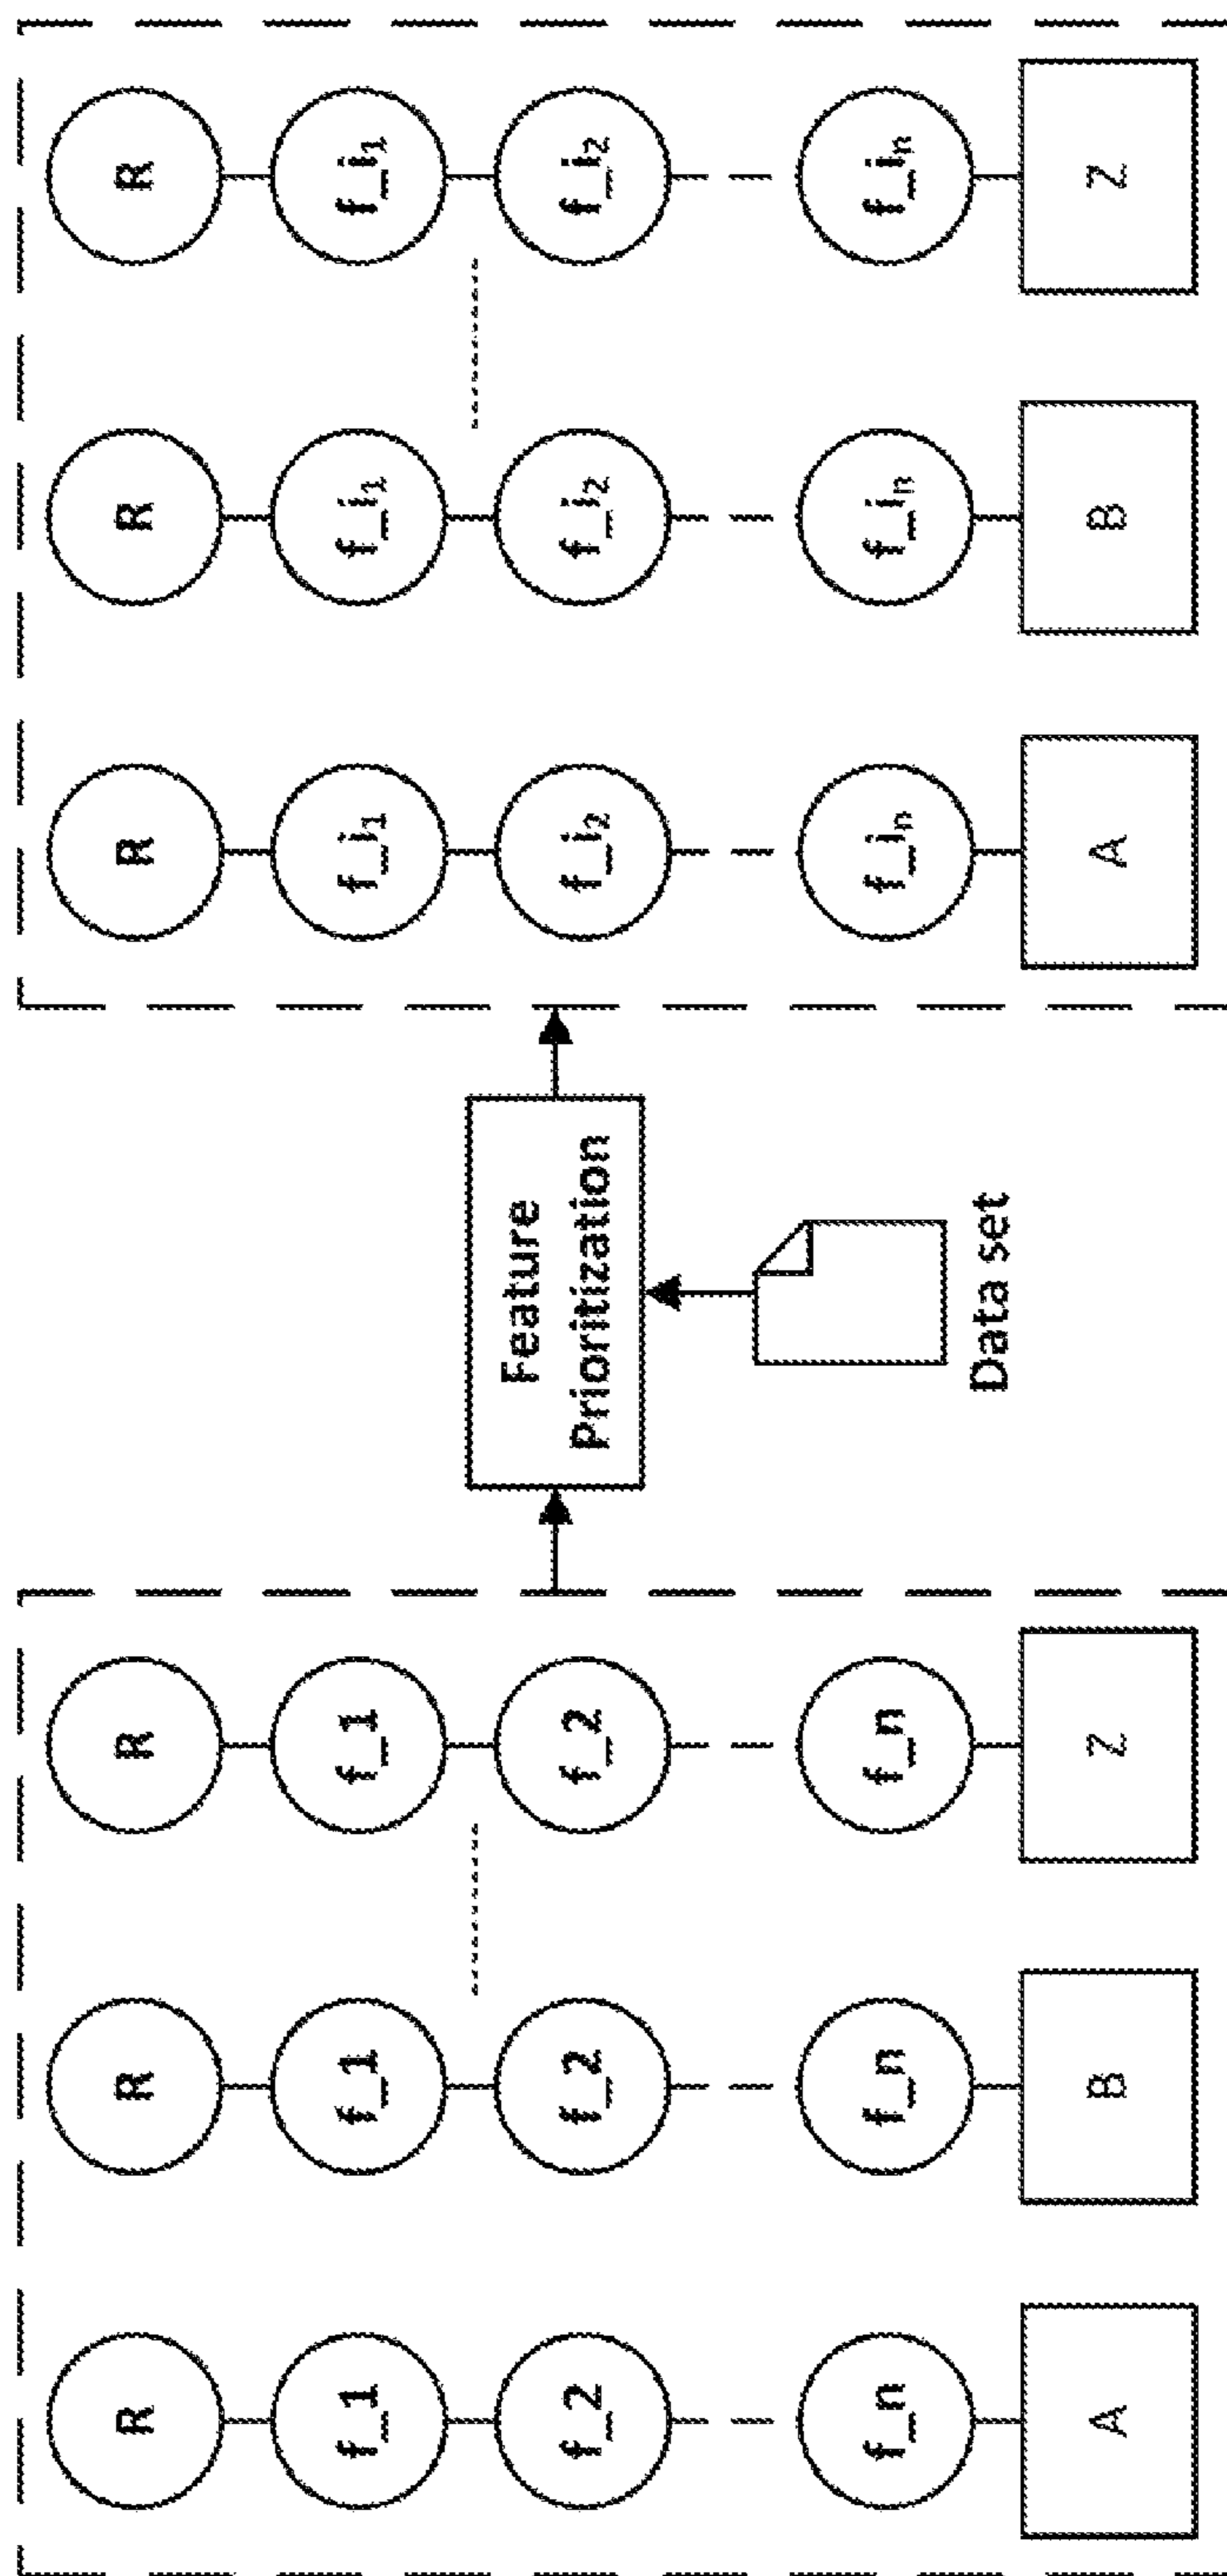 R
R
R
f_1
f_1
f_1
f_2
f_2
f_2
f_n
f_n
f_n
A
B
Z
Feature
Prioritization
Data set
R
R
R
f_i₁
f_i₁
f_i₁
f_i₂
f_i₂
f_i₂
f_iₙ
f_iₙ
f_iₙ
A
B
Z